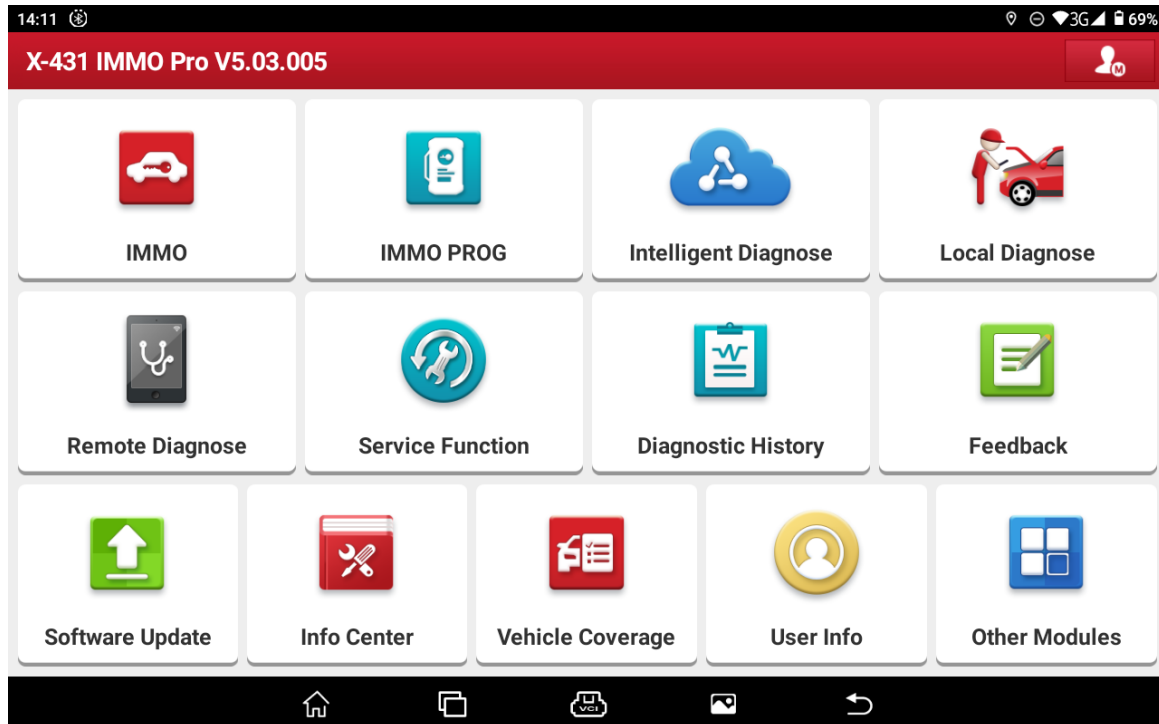 14:11 3G 69%
X-431 IMMO Pro V5.03.005
M
IMMO IMMO PROG Intelligent Diagnose Local Diagnose
Remote Diagnose Service Function Diagnostic History Feedback
Software Update Info Center Vehicle Coverage User Info Other Modules
VCI